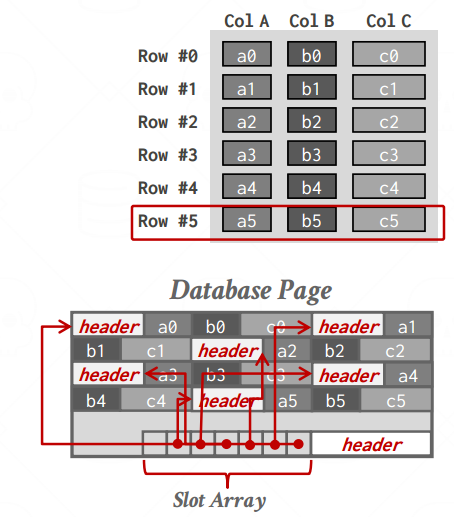 Col A Col B Col C
Row #0 a0 b0 c0
Row #1 a1 b1 c1
Row #2 a2 b2 c2
Row #3 a3 b3 c3
Row #4 a4 b4 c4
Row #5 a5 b5 c5
Database Page
header a0 b0 c0 header a1
b1 c1 header a2 b2 c2
header a3 b3 c3 header a4
b4 c4 header a5 b5 c5
header
Slot Array